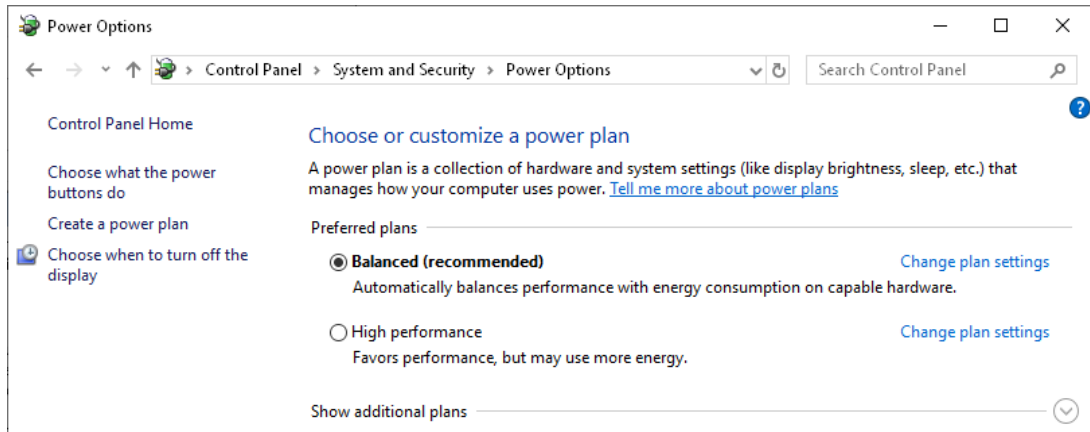 Power Options
Control Panel > System and Security > Power Options
Search Control Panel
?
Control Panel Home
Choose what the power
buttons do
Create a power plan
Choose when to turn off the
display
Choose or customize a power plan
A power plan is a collection of hardware and system settings (like display brightness, sleep, etc.) that
manages how your computer uses power. Tell me more about power plans
Preferred plans
Balanced (recommended) Change plan settings
Automatically balances performance with energy consumption on capable hardware.
High performance Change plan settings
Favors performance, but may use more energy.
Show additional plans